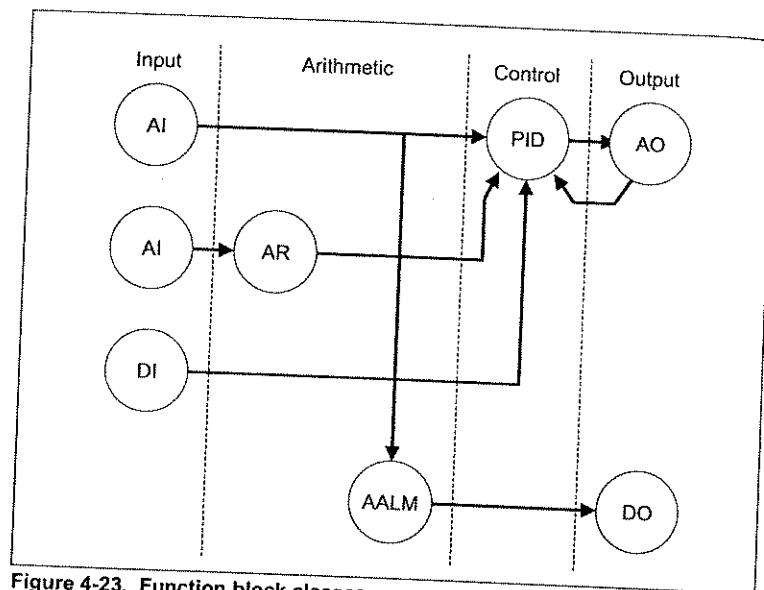 Input Arithmetic Control Output
AI PID AO
AI AR
DI
AALM DO
Figure 4-23. Function block classes